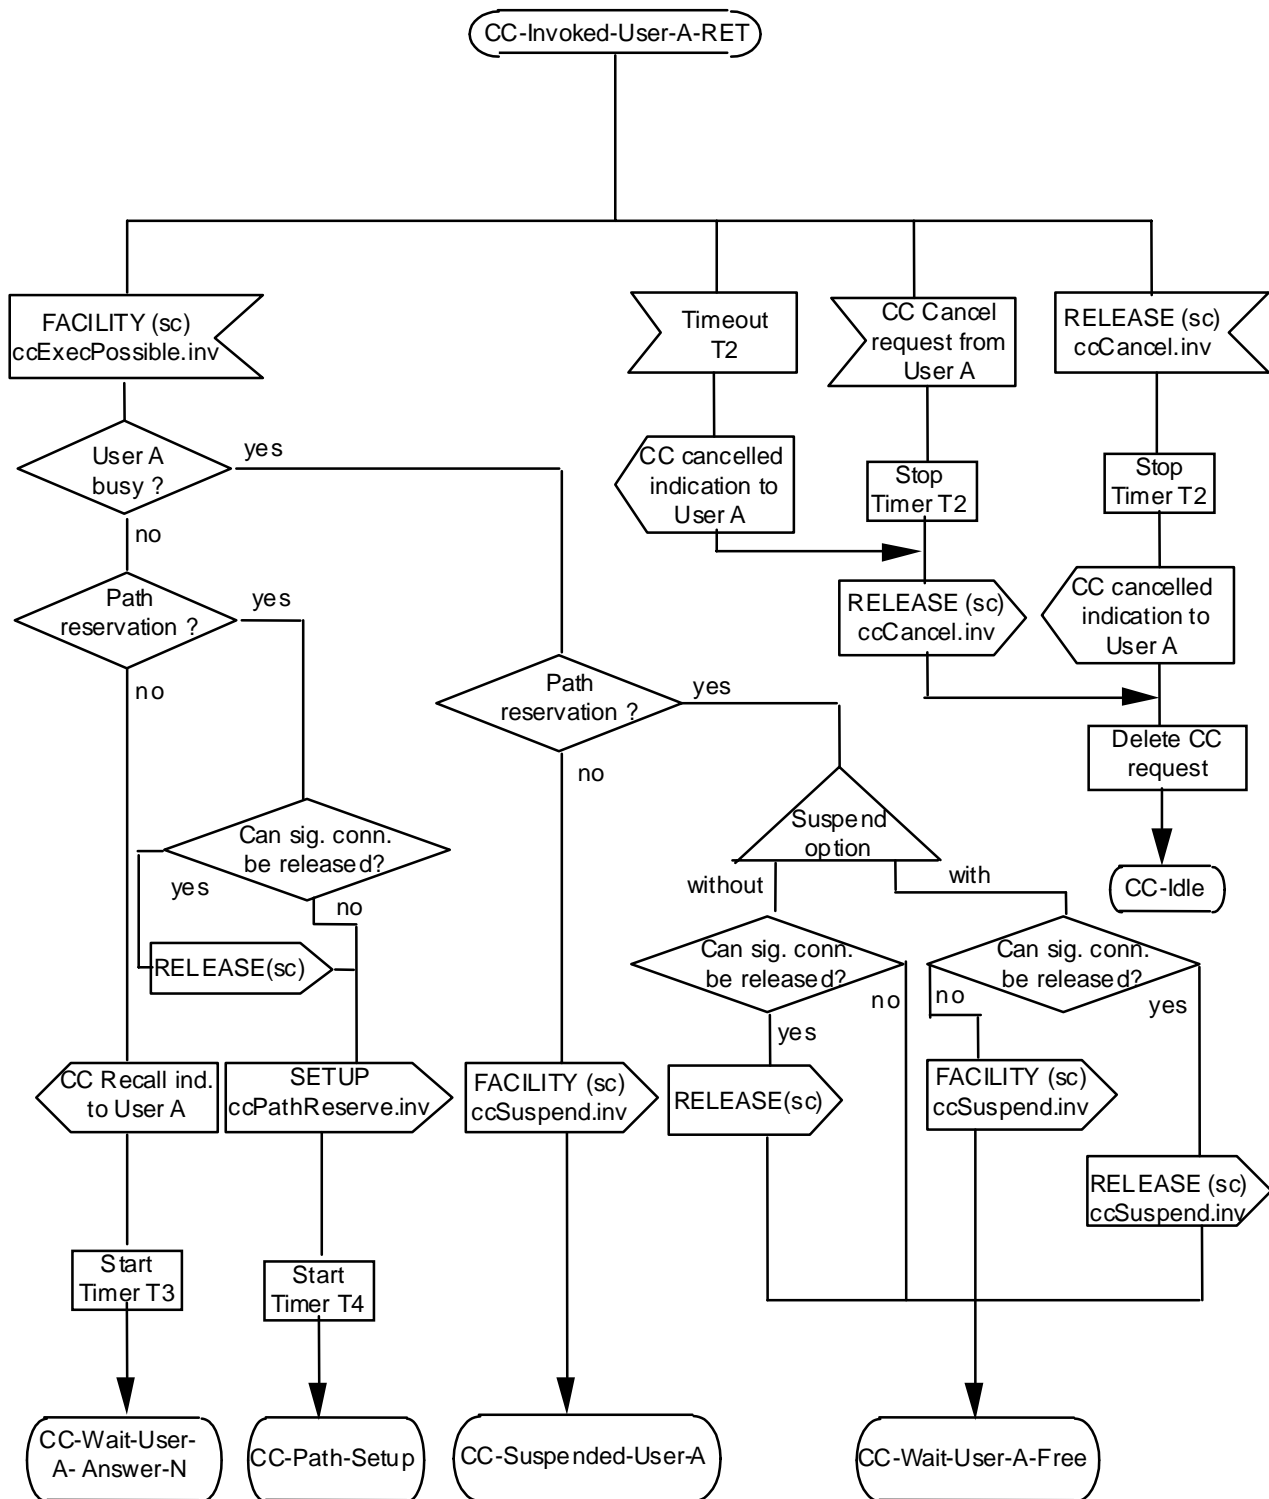 CC-Invoked-User-A-RET
FACILITY (sc)
ccExecPossible.inv
Timeout
T2
CC Cancel
request from
User A
RELEASE (sc)
ccCancel.inv
User A
busy ?
yes
no
CC cancelled
indication to
User A
Stop
Timer T2
Stop
Timer T2
Path
reservation ?
yes
no
RELEASE (sc)
ccCancel.inv
CC cancelled
indication to
User A
Path
reservation ?
yes
no
Delete CC
request
Can sig. conn.
be released?
yes
no
Suspend
option
without
with
CC-Idle
RELEASE(sc)
Can sig. conn.
be released?
no
yes
Can sig. conn.
be released?
no
yes
CC Recall ind.
to User A
SETUP
ccPathReserve.inv
FACILITY (sc)
ccSuspend.inv
RELEASE(sc)
FACILITY (sc)
ccSuspend.inv
RELEASE (sc)
ccSuspend.inv
Start
Timer T3
Start
Timer T4
CC-Wait-User-
A- Answer-N
CC-Path-Setup
CC-Suspended-User-A
CC-Wait-User-A-Free